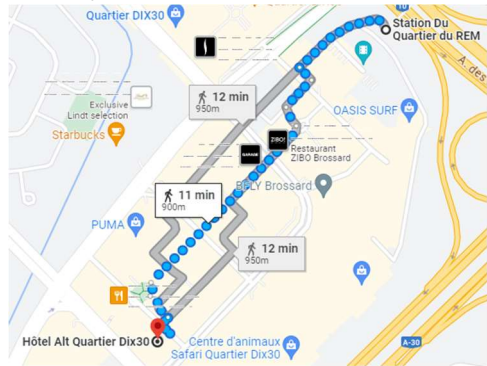 Quartier DIX30
Station Du
Quartier du REM
A. des
Exclusive
Lindt selection
12 min
950m
OASIS SURF
Starbucks
ZIBO!
Restaurant
ZIBO Brossard
11 min
900m
BFLY Brossard
PUMA
12 min
950m
Hôtel Alt Quartier Dix30
Centre d'animaux
Safari Quartier Dix30
A-30